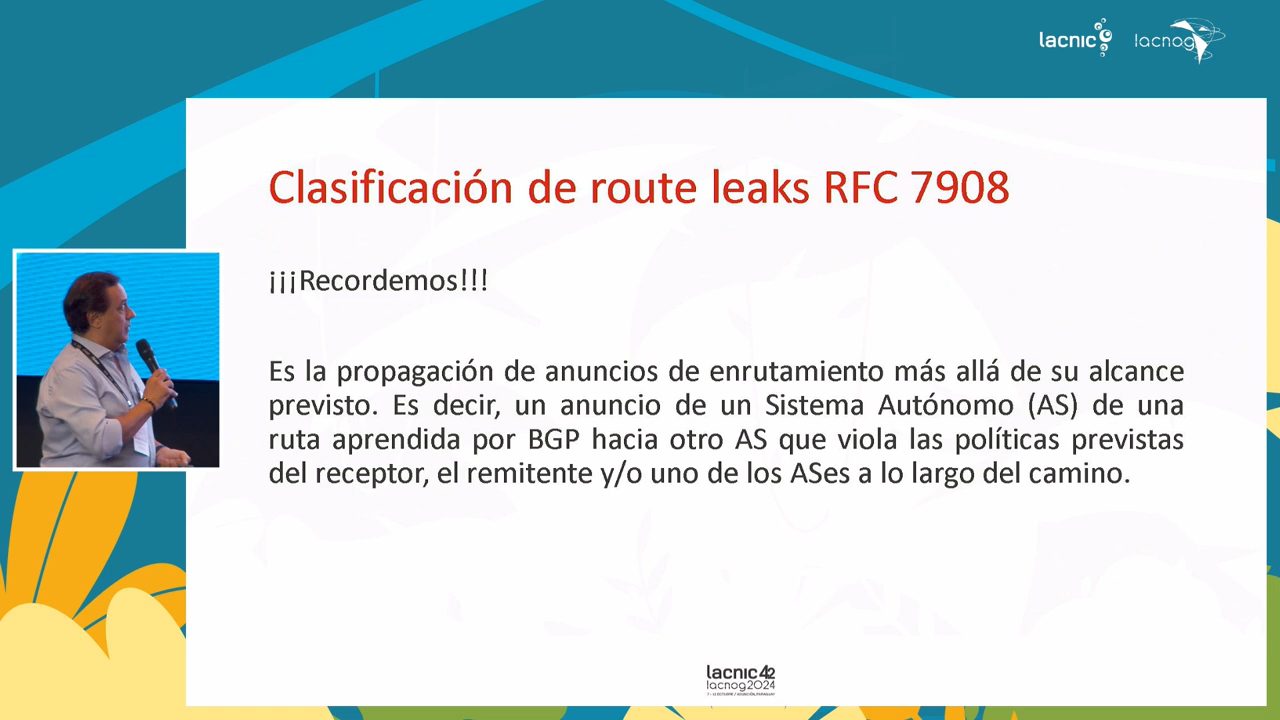 lacnic
lacnog
Clasificación de route leaks RFC 7908
¡¡¡Recordemos!!!
Es la propagación de anuncios de enrutamiento más allá de su alcance
previsto. Es decir, un anuncio de un Sistema Autónomo (AS) de una
ruta aprendida por BGP hacia otro AS que viola las políticas previstas
del receptor, el remitente y/o uno de los ASes a lo largo del camino.
lacnic42
lacnog2024